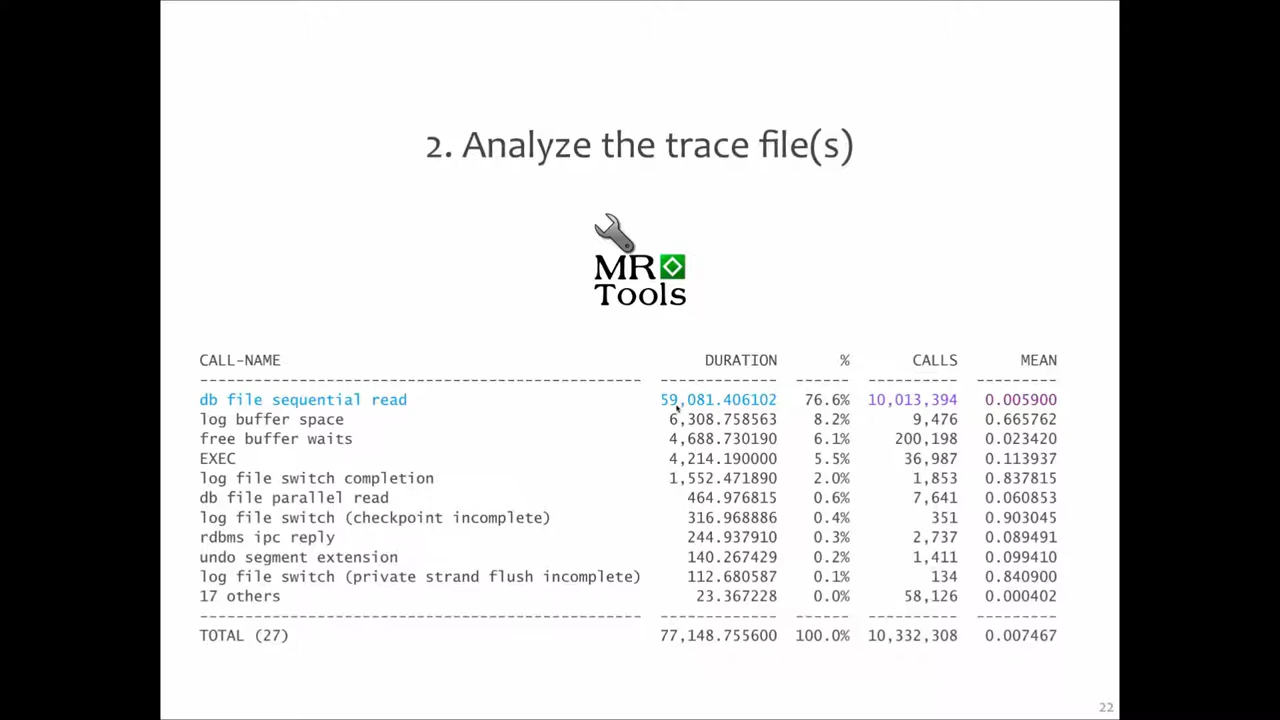 2. Analyze the trace file(s)
MR
Tools
CALL-NAME DURATION % CALLS MEAN
------------------------------------------------- ------------- ------ ---------- ---------
db file sequential read 59,081.406102 76.6% 10,013,394 0.005900
log buffer space 6,308.758563 8.2% 9,476 0.665762
free buffer waits 4,688.730190 6.1% 200,198 0.023420
EXEC 4,214.190000 5.5% 36,987 0.113937
log file switch completion 1,552.471890 2.0% 1,853 0.837815
db file parallel read 464.976815 0.6% 7,641 0.060853
log file switch (checkpoint incomplete) 316.968886 0.4% 351 0.903045
rdbms ipc reply 244.937910 0.3% 2,737 0.089491
undo segment extension 140.267429 0.2% 1,411 0.099410
log file switch (private strand flush incomplete) 112.680587 0.1% 134 0.840900
17 others 23.367228 0.0% 58,126 0.000402
------------------------------------------------- ------------- ------ ---------- ---------
TOTAL (27) 77,148.755600 100.0% 10,332,308 0.007467
22